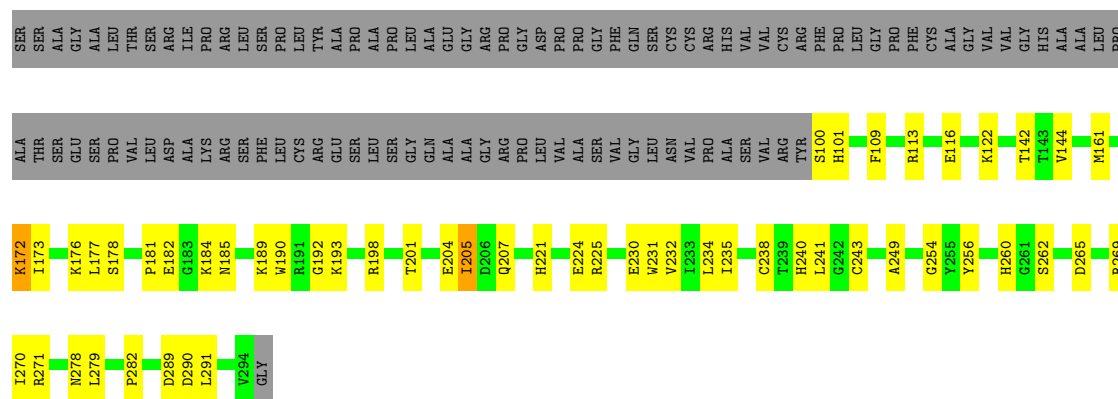 SER SER ALA GLY ALA LEU THR SER ARG ILE PRO ARG LEU SER PRO LEU TYR ALA PRO ALA PRO LEU ALA GLU GLY ARG PRO GLY ASP PRO PRO GLY PHE GLN SER CYS CYS ARG HIS VAL VAL CYS ARG PHE PRO LEU GLY PRO PHE CYS ALA GLY VAL VAL GLY HIS ALA ALA LEU PRO
ALA THR SER GLU SER PRO VAL LEU ASP ALA LYS ARG SER PHE LEU CYS ARG GLU SER LEU SER GLY GLN ALA ALA GLY ARG PRO LEU VAL ALA SER VAL GLY LEU ASN VAL PRO ALA SER VAL ARG TYR S100 H101 F109 R113 E116 K122 T142 T143 V144 M161
K172 I173 K176 L177 S178 P181 E182 G183 K184 N185 K189 W190 R191 G192 K193 R198 T201 E204 I205 D206 Q207 H221 E224 R225 E230 W231 V232 I233 L234 I235 C238 T239 H240 L241 G242 C243 A249 G254 Y255 Y256 H260 G261 S262 D265
I270 R271 N278 L279 P282 D289 D290 L291 V294 GLY